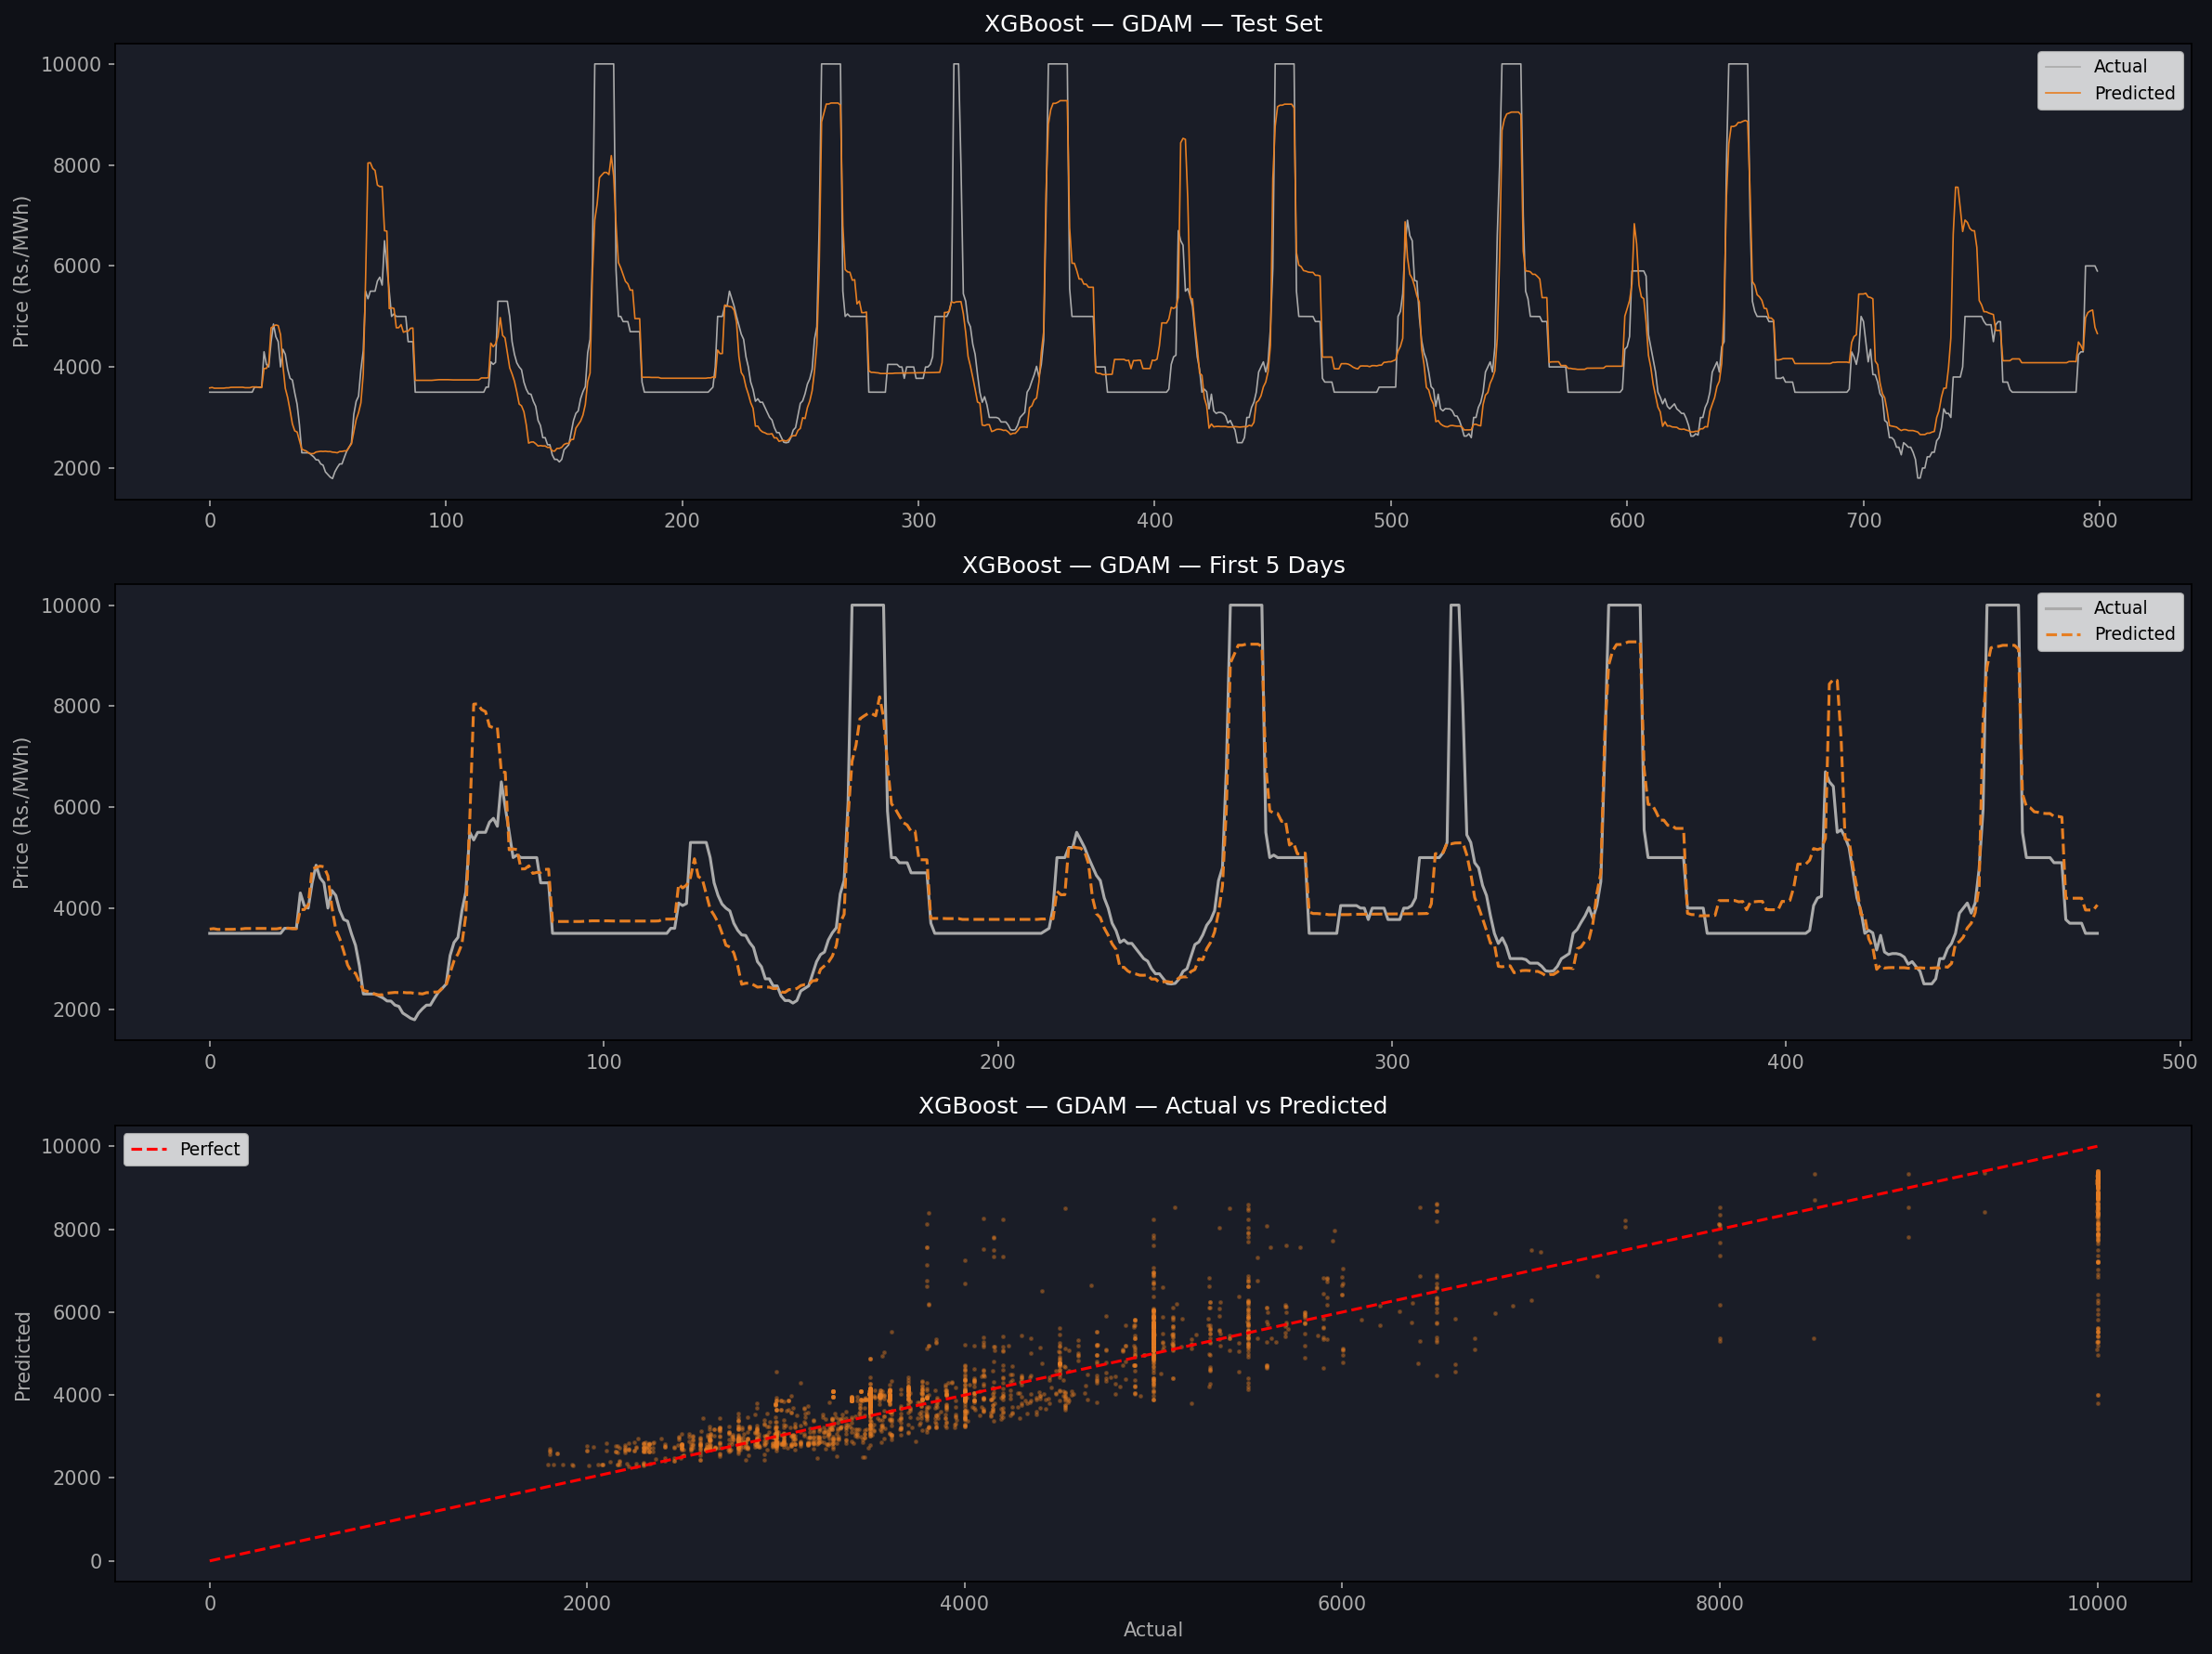 XGBoost — GDAM — Test Set
Price (Rs./MWh)
10000
8000
6000
4000
2000
Actual
Predicted
0 100 200 300 400 500 600 700 800
XGBoost — GDAM — First 5 Days
Price (Rs./MWh)
10000
8000
6000
4000
2000
Actual
Predicted
0 100 200 300 400 500
XGBoost — GDAM — Actual vs Predicted
Predicted
10000
8000
6000
4000
2000
0
Perfect
0 2000 4000 6000 8000 10000
Actual